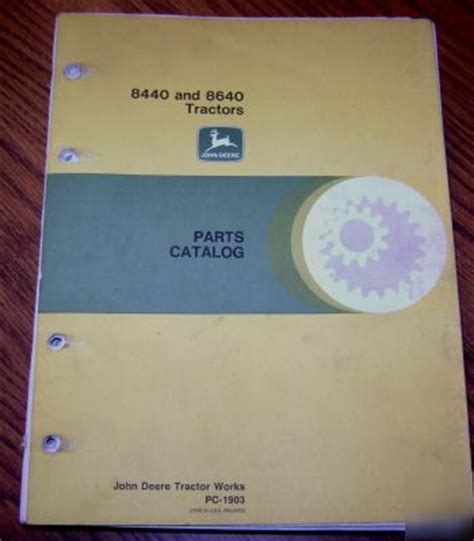 8440 and 8640
Tractors
JOHN DEERE
PARTS
CATALOG
John Deere Tractor Works
PC-1903